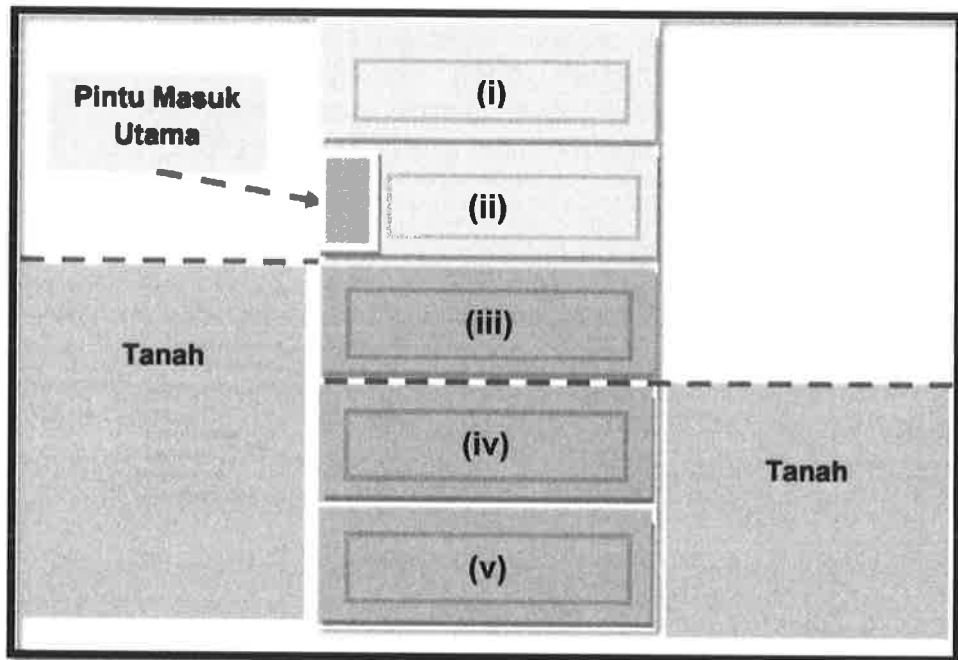 (i)
Pintu Masuk
Utama
(ii)
(iii)
Tanah
(iv)
Tanah
(v)